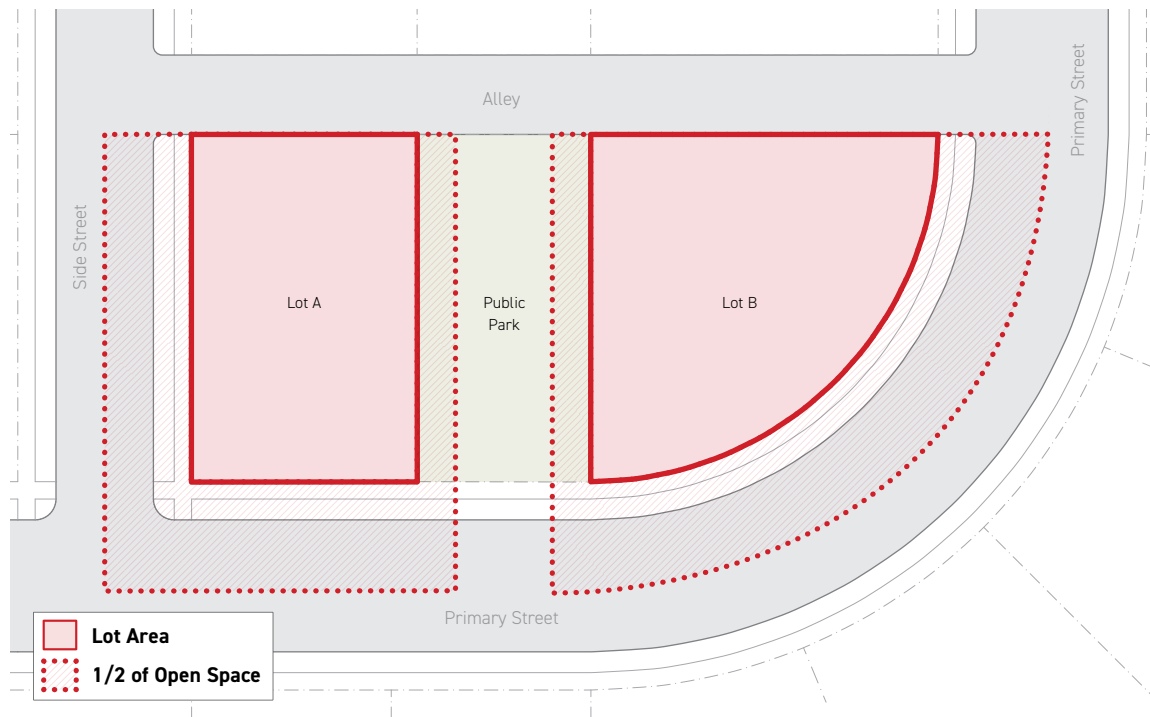 Alley
Primary Street
Side Street
Lot A
Public
Park
Lot B
Primary Street
Lot Area
1/2 of Open Space